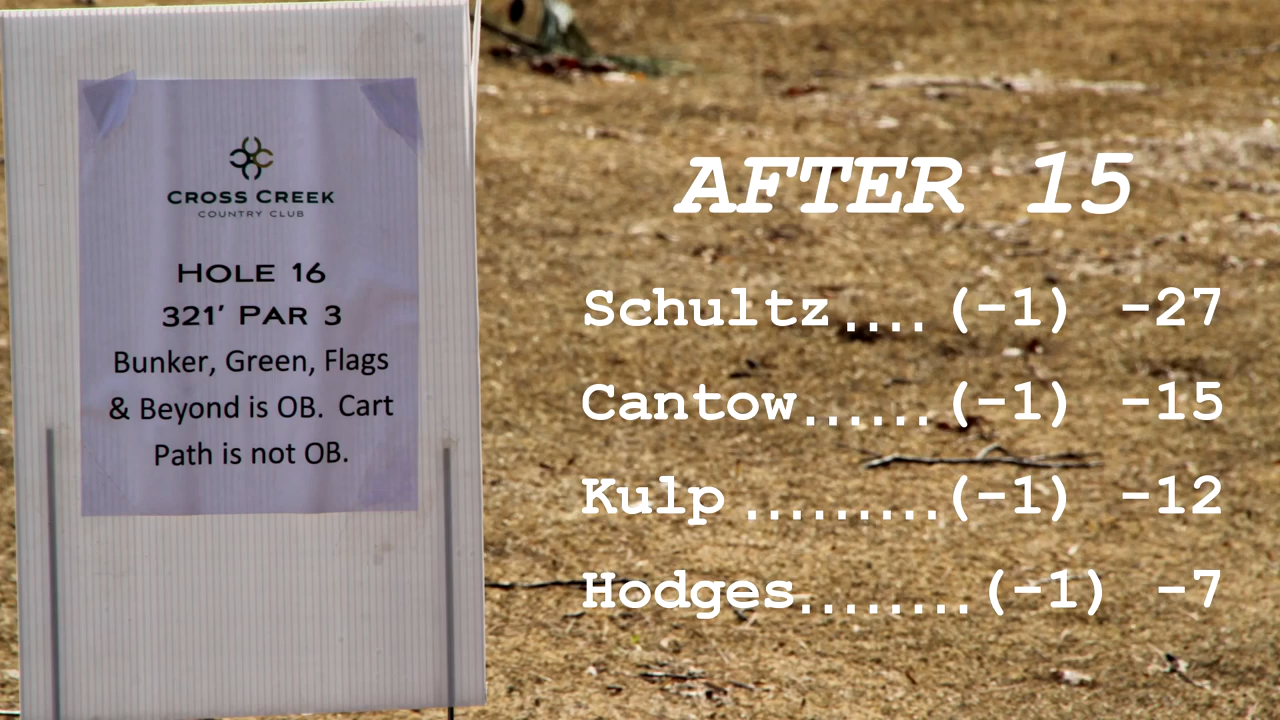 CROSS CREEK
COUNTRY CLUB
HOLE 16
321' PAR 3
Bunker, Green, Flags
& Beyond is OB. Cart
Path is not OB.
AFTER 15
Schultz.... (-1) -27
Cantow......(-1) -15
Kulp .........(-1) -12
Hodges........(-1) -7